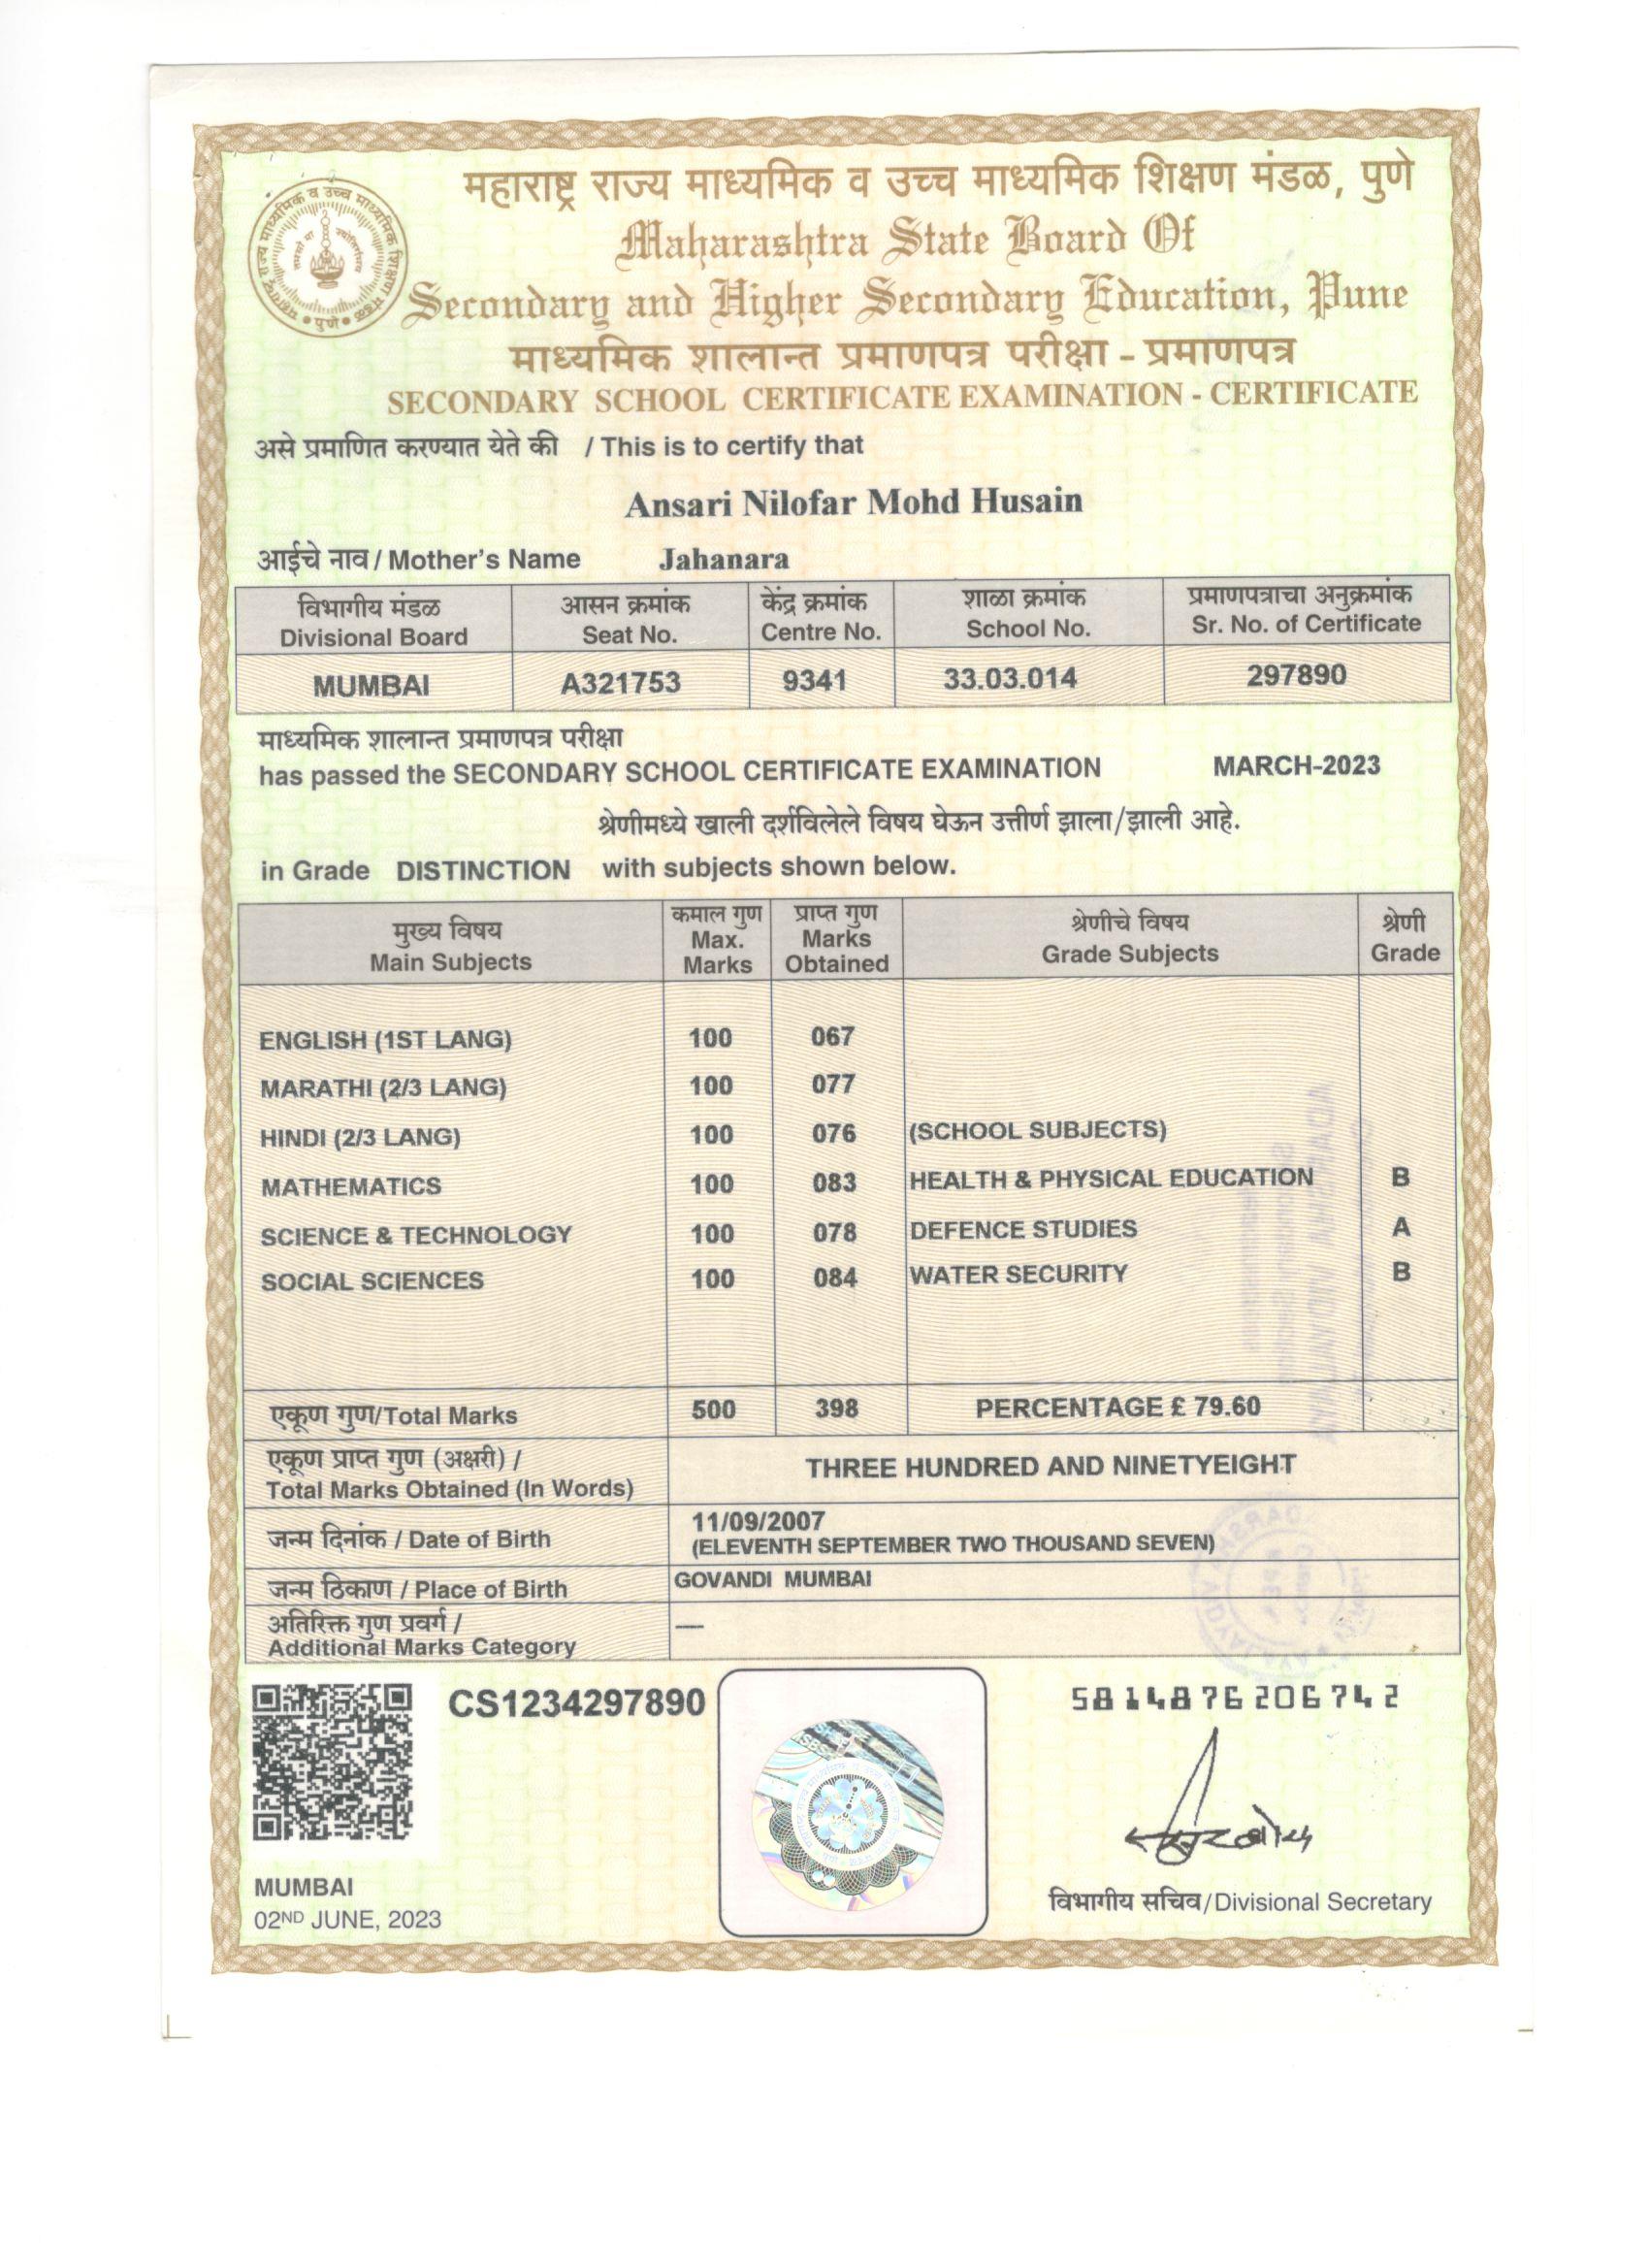 महाराष्ट्र राज्य माध्यमिक व उच्च माध्यमिक शिक्षण मंडळ, पुणे
Maharashtra State Board Of
Secondary and Higher Secondary Education, Pune
माध्यमिक शालान्त प्रमाणपत्र परीक्षा - प्रमाणपत्र
SECONDARY SCHOOL CERTIFICATE EXAMINATION - CERTIFICATE
असे प्रमाणित करण्यात येते की / This is to certify that
Ansari Nilofar Mohd Husain
आईचे नाव / Mother's Name Jahanara
विभागीय मंडळ आसन क्रमांक केंद्र क्रमांक शाळा क्रमांक प्रमाणपत्राचा अनुक्रमांक
Divisional Board Seat No. Centre No. School No. Sr. No. of Certificate
MUMBAI A321753 9341 33.03.014 297890
माध्यमिक शालान्त प्रमाणपत्र परीक्षा
has passed the SECONDARY SCHOOL CERTIFICATE EXAMINATION MARCH-2023
श्रेणीमध्ये खाली दर्शविलेले विषय घेऊन उत्तीर्ण झाला/झाली आहे.
in Grade DISTINCTION with subjects shown below.
मुख्य विषय कमाल गुण प्राप्त गुण श्रेणीचे विषय श्रेणी
Main Subjects Max. Marks Marks Obtained Grade Subjects Grade
ENGLISH (1ST LANG) 100 067
MARATHI (2/3 LANG) 100 077
HINDI (2/3 LANG) 100 076 (SCHOOL SUBJECTS)
MATHEMATICS 100 083 HEALTH & PHYSICAL EDUCATION B
SCIENCE & TECHNOLOGY 100 078 DEFENCE STUDIES A
SOCIAL SCIENCES 100 084 WATER SECURITY B
एकूण गुण/Total Marks 500 398 PERCENTAGE £ 79.60
एकूण प्राप्त गुण (अक्षरी) /
Total Marks Obtained (In Words) THREE HUNDRED AND NINETYEIGHT
जन्म दिनांक / Date of Birth 11/09/2007
(ELEVENTH SEPTEMBER TWO THOUSAND SEVEN)
जन्म ठिकाण / Place of Birth GOVANDI MUMBAI
अतिरिक्त गुण प्रवर्ग /
Additional Marks Category —
CS1234297890 5814876206742
MUMBAI
02ND JUNE, 2023
विभागीय सचिव/Divisional Secretary